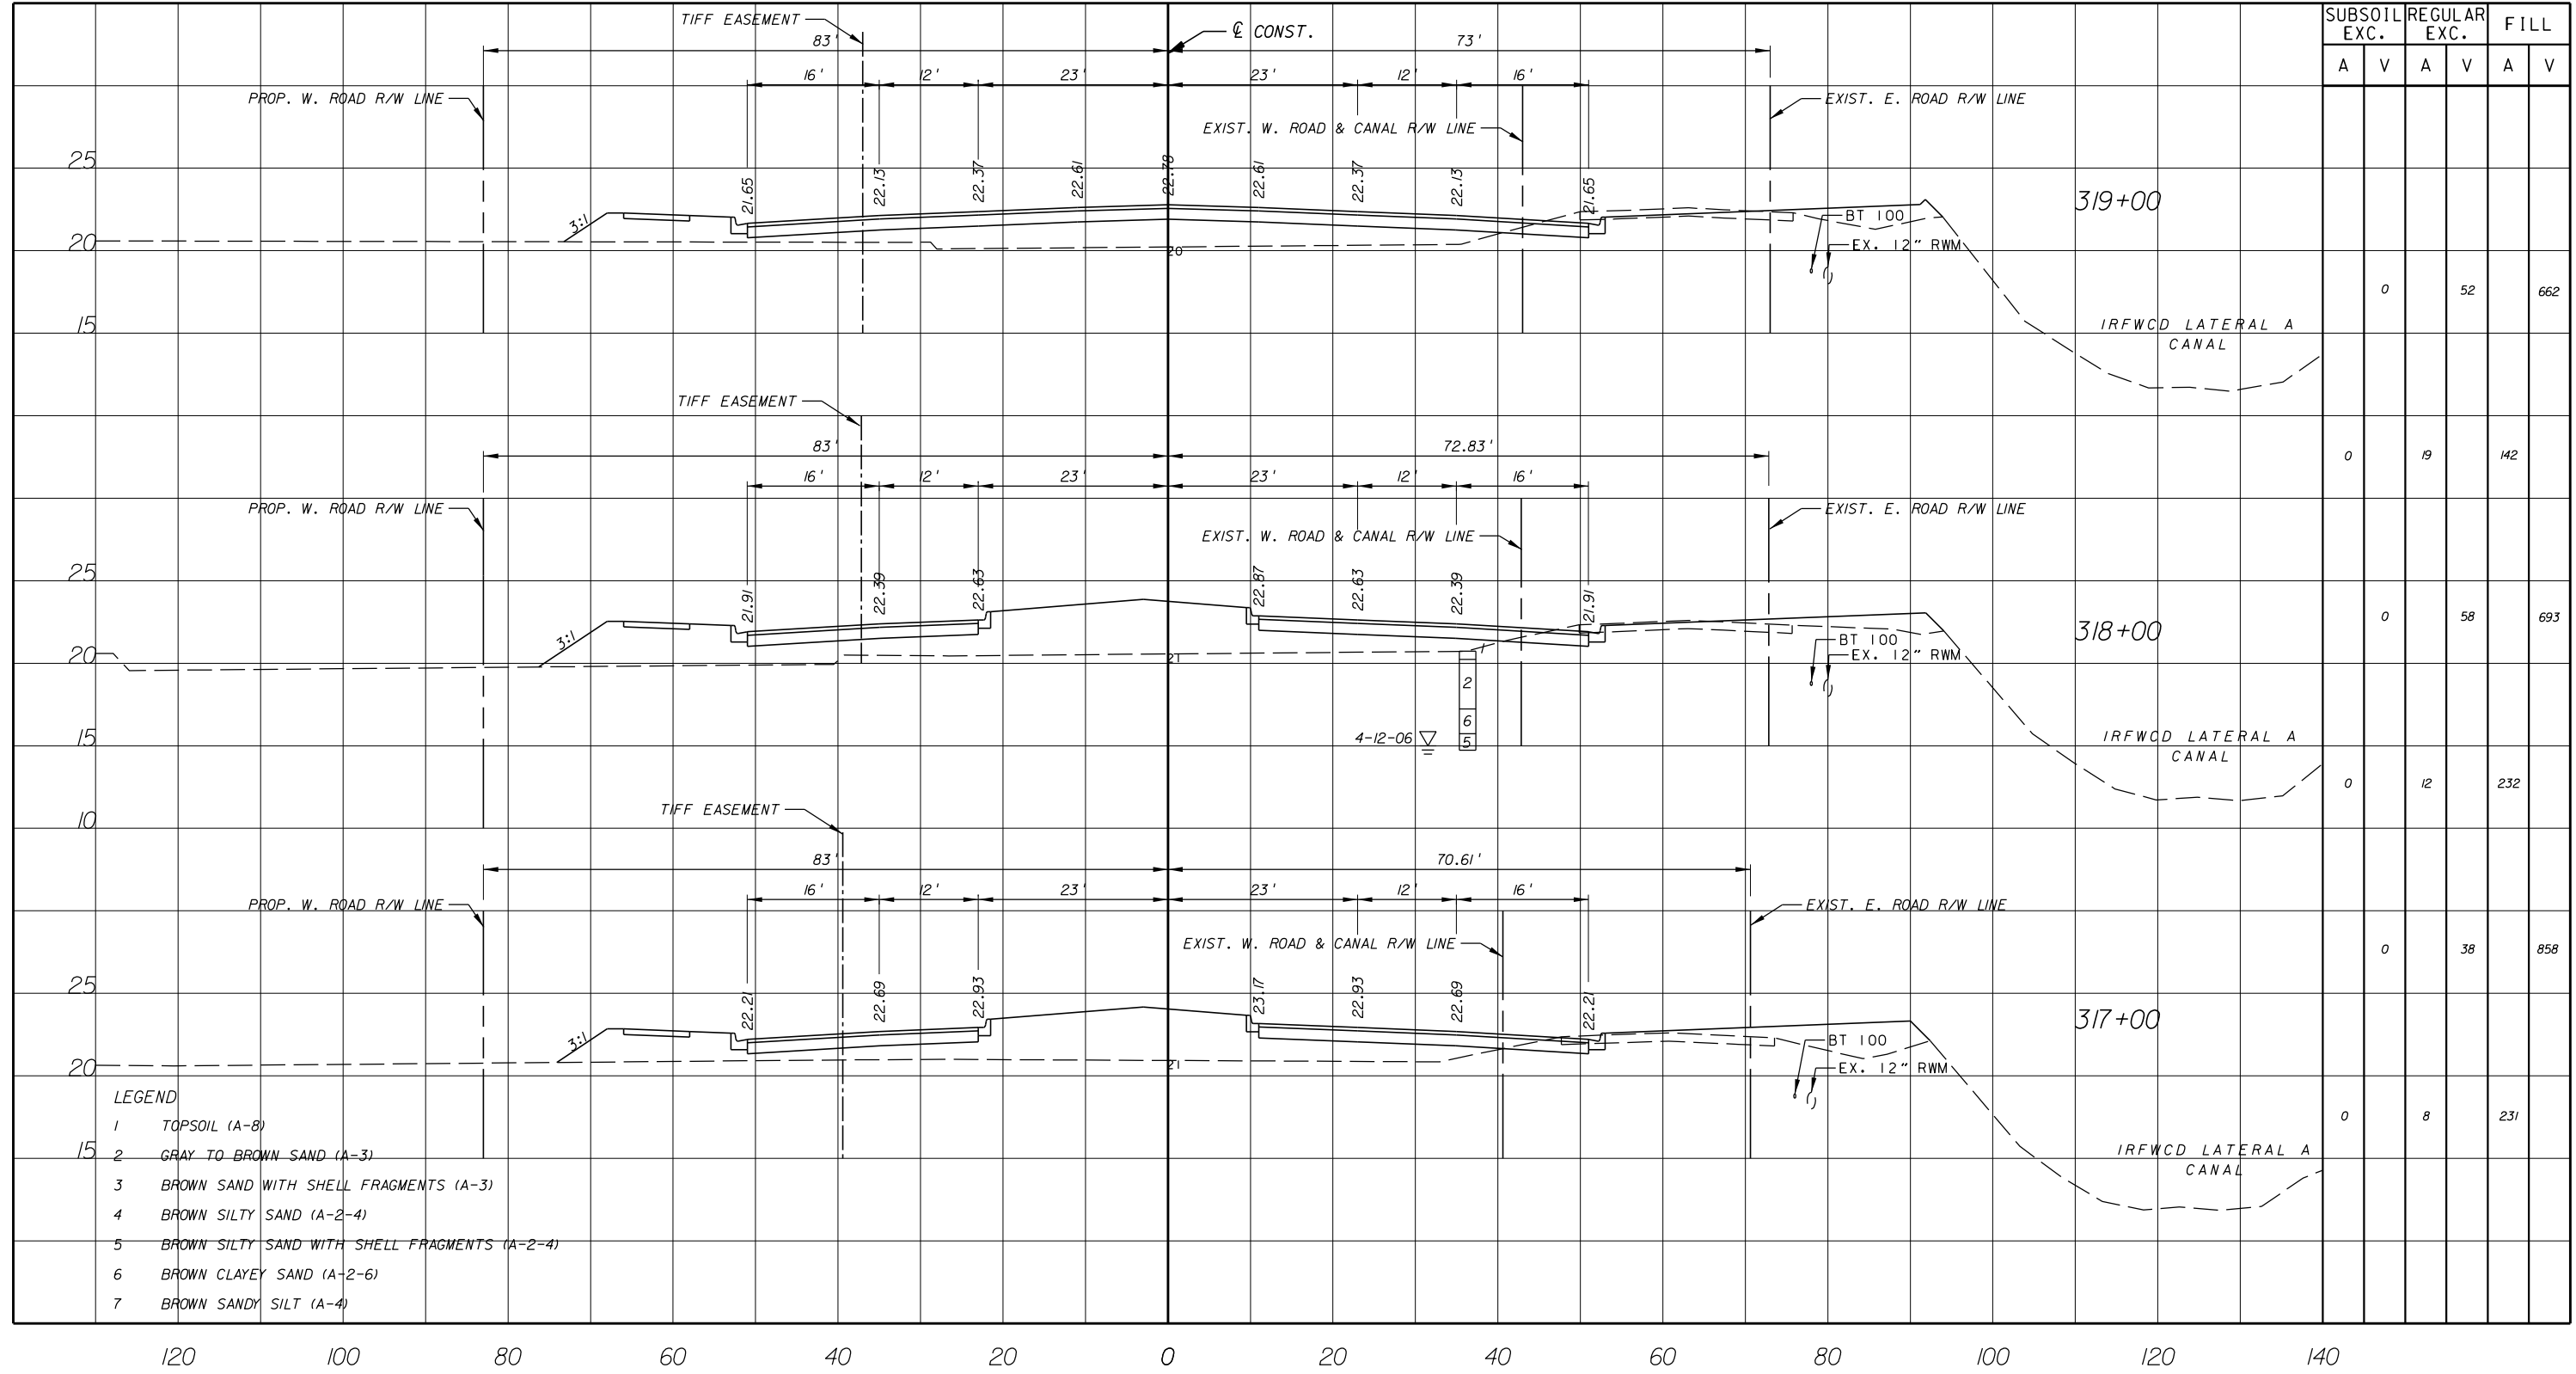 SUBSOIL EXC. REGULAR EXC. FILL
A V A V A V
TIFF EASEMENT
℄ CONST.
83' 73'
16' 12' 23' 23' 12' 16'
PROP. W. ROAD R/W LINE
EXIST. E. ROAD R/W LINE
EXIST. W. ROAD & CANAL R/W LINE
25
21.65 22.13 22.37 22.61 22.78 22.61 22.37 22.13 21.65
319+00
3:1
BT 100
20
20
EX. 12" RWM
0 52 662
15
IRFWCD LATERAL A
CANAL
TIFF EASEMENT
83' 72.83'
0 19 142
16' 12' 23' 23' 12' 16'
PROP. W. ROAD R/W LINE
EXIST. E. ROAD R/W LINE
EXIST. W. ROAD & CANAL R/W LINE
25
21.91 22.39 22.63 22.87 22.63 22.39 21.91
0 58 693
318+00
3:1
BT 100
20
21
1
EX. 12" RWM
2
6
4-12-06
5
15
IRFWCD LATERAL A
CANAL
0 12 232
TIFF EASEMENT
10
83' 70.61'
16' 12' 23' 23' 12' 16'
PROP. W. ROAD R/W LINE
EXIST. E. ROAD R/W LINE
EXIST. W. ROAD & CANAL R/W LINE
0 38 858
25
22.21 22.69 22.93 23.17 22.93 22.69 22.21
317+00
3:1
BT 100
20
21
EX. 12" RWM
LEGEND
0 8 231
1 TOPSOIL (A-8)
15
2 GRAY TO BROWN SAND (A-3)
IRFWCD LATERAL A
CANAL
3 BROWN SAND WITH SHELL FRAGMENTS (A-3)
4 BROWN SILTY SAND (A-2-4)
5 BROWN SILTY SAND WITH SHELL FRAGMENTS (A-2-4)
6 BROWN CLAYEY SAND (A-2-6)
7 BROWN SANDY SILT (A-4)
120 100 80 60 40 20 0 20 40 60 80 100 120 140